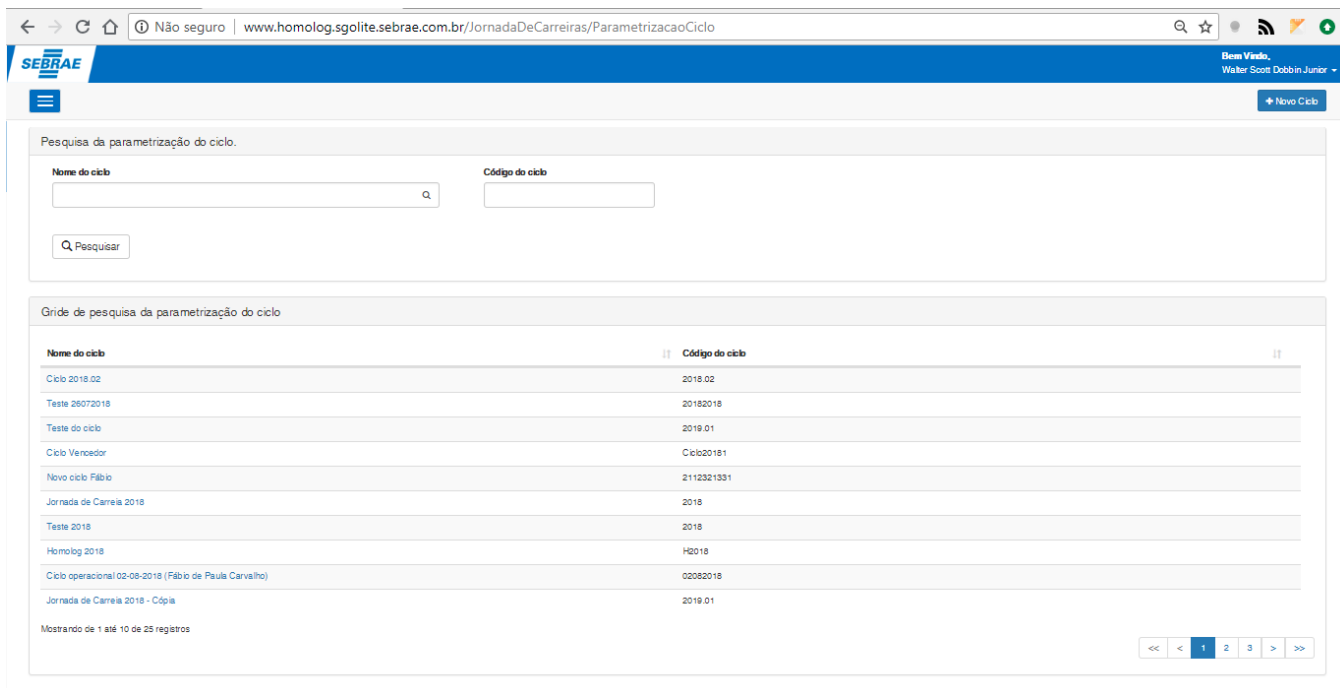 Não seguro | www.homolog.sgolite.sebrae.com.br/JornadaDeCarreiras/ParametrizacaoCiclo
SEBRAE
Bem Vindo,
Walter Scott Dobbin Junior
+ Novo Ciclo
Pesquisa da parametrização do ciclo.
Nome do ciclo Código do ciclo
Pesquisar
Gride de pesquisa da parametrização do ciclo
Nome do ciclo Código do ciclo
Ciclo 2018.02 2018.02
Teste 26072018 20182018
Teste do ciclo 2019.01
Ciclo Vencedor Ciclo20181
Novo ciclo Fábio 2112321331
Jornada de Carreia 2018 2018
Teste 2018 2018
Homolog 2018 H2018
Ciclo operacional 02-08-2018 (Fábio de Paula Carvalho) 02082018
Jornada de Carreia 2018 - Cópia 2019.01
Mostrando de 1 até 10 de 25 registros
<< < 1 2 3 > >>